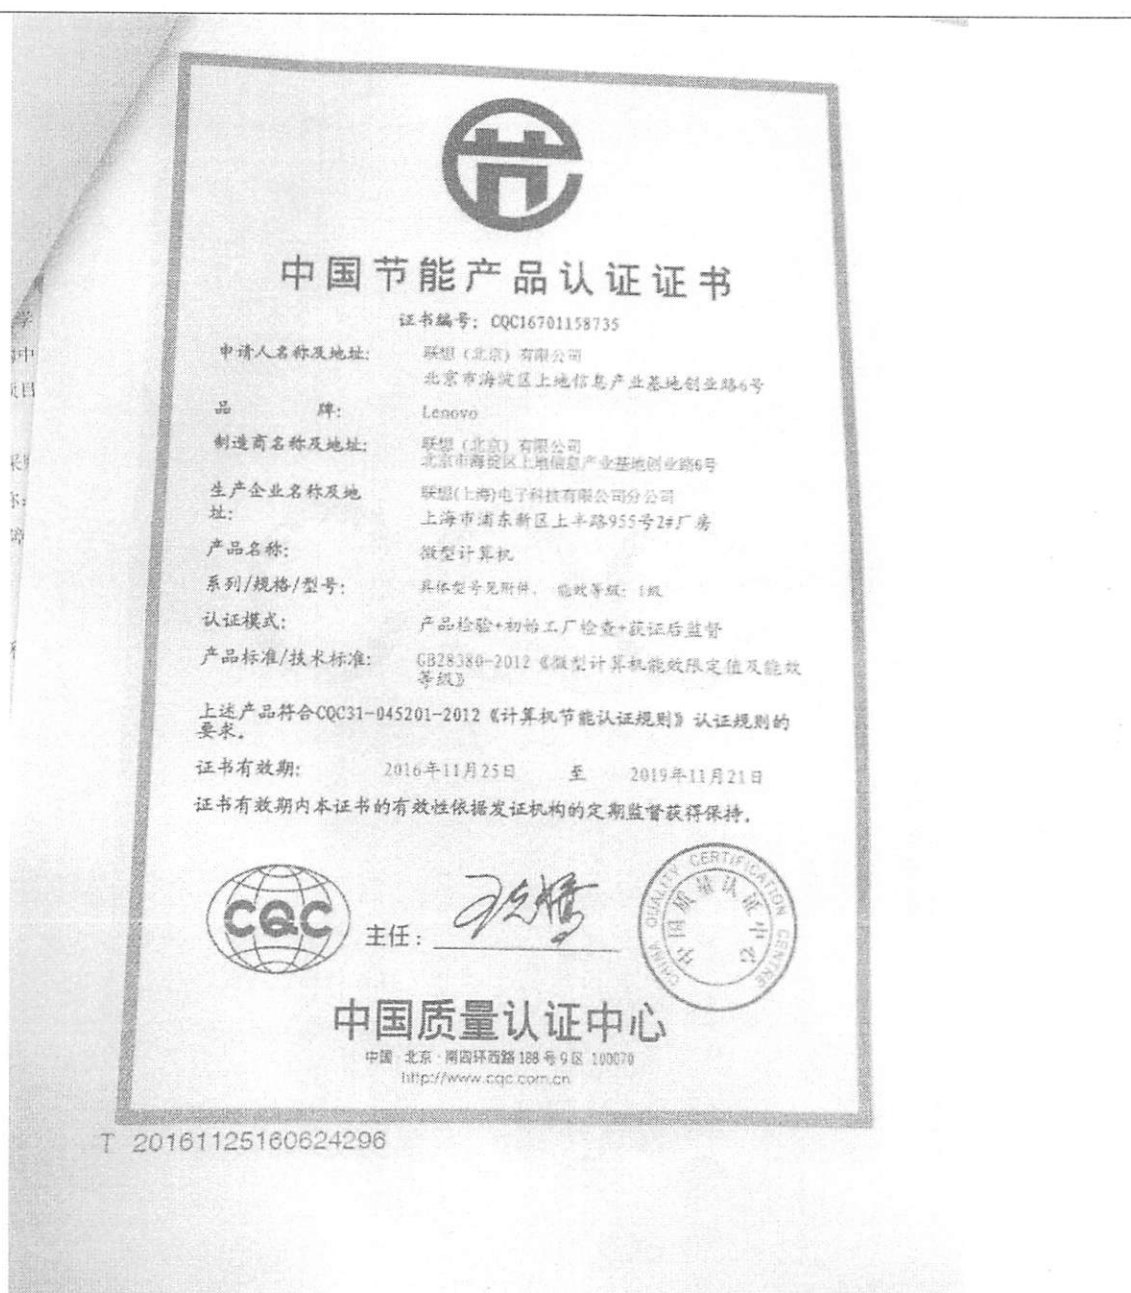 中国节能产品认证证书
证书编号：CQC16701158735
申请人名称及地址：
联想（北京）有限公司
北京市海淀区上地信息产业基地创业路6号
品 牌：
Lenovo
制造商名称及地址：
联想（北京）有限公司
北京市海淀区上地信息产业基地创业路6号
生产企业名称及地
址：
联想(上海)电子科技有限公司分公司
上海市浦东新区上丰路955号2#厂房
产品名称：
微型计算机
系列/规格/型号：
具体型号见附件， 能效等级：1级
认证模式：
产品检验+初始工厂检查+获证后监督
产品标准/技术标准：
GB28380-2012《微型计算机能效限定值及能效
等级》
上述产品符合CQC31-045201-2012《计算机节能认证规则》认证规则的
要求。
证书有效期： 2016年11月25日 至 2019年11月21日
证书有效期内本证书的有效性依据发证机构的定期监督获得保持。
CQC
主任：
CHINA QUALITY CERTIFICATION CENTRE
中国质量认证中心
中国质量认证中心
中国·北京·南四环西路188号9区 100070
http://www.cqc.com.cn
T 20161125160624296